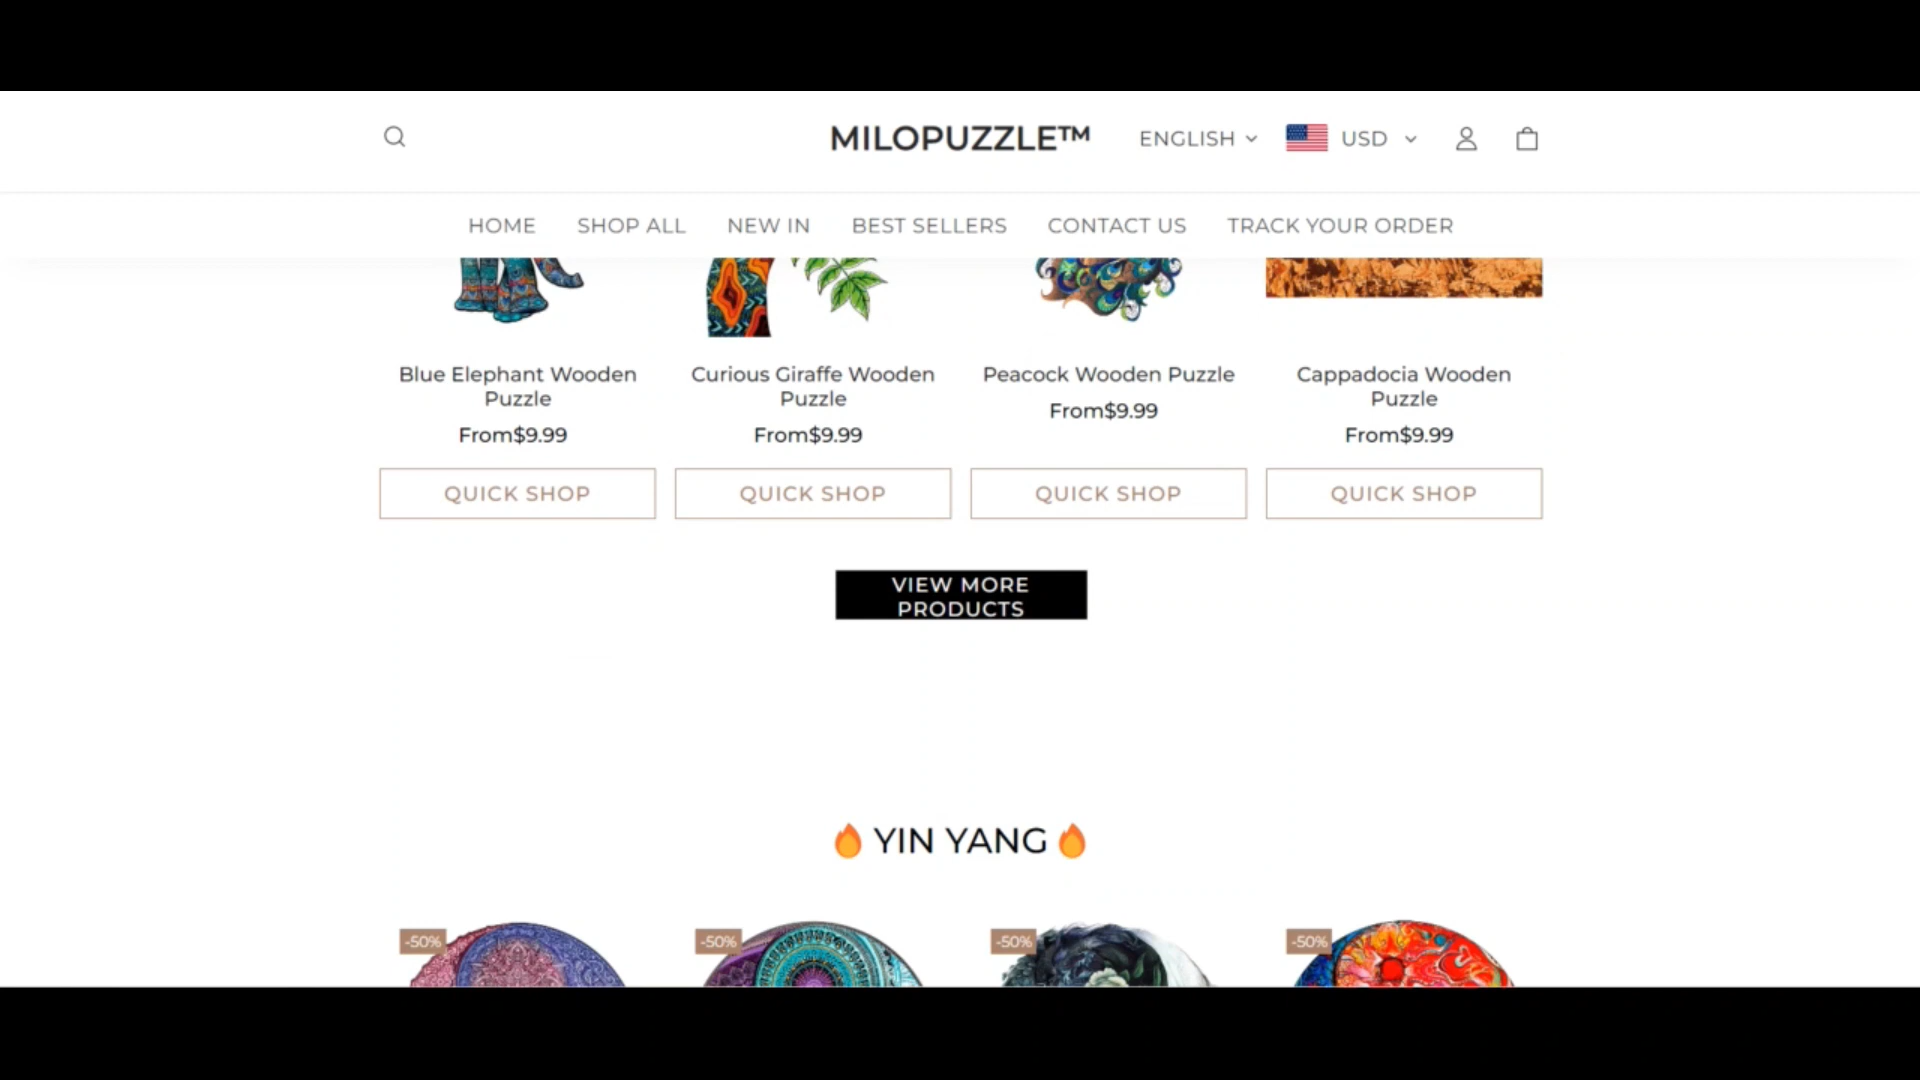 MILOPUZZLE™
ENGLISH
USD
HOME
SHOP ALL
NEW IN
BEST SELLERS
CONTACT US
TRACK YOUR ORDER
Blue Elephant Wooden
Puzzle
From$9.99
QUICK SHOP
Curious Giraffe Wooden
Puzzle
From$9.99
QUICK SHOP
Peacock Wooden Puzzle
From$9.99
QUICK SHOP
Cappadocia Wooden
Puzzle
From$9.99
QUICK SHOP
VIEW MORE
PRODUCTS
🔥 YIN YANG 🔥
-50%
-50%
-50%
-50%